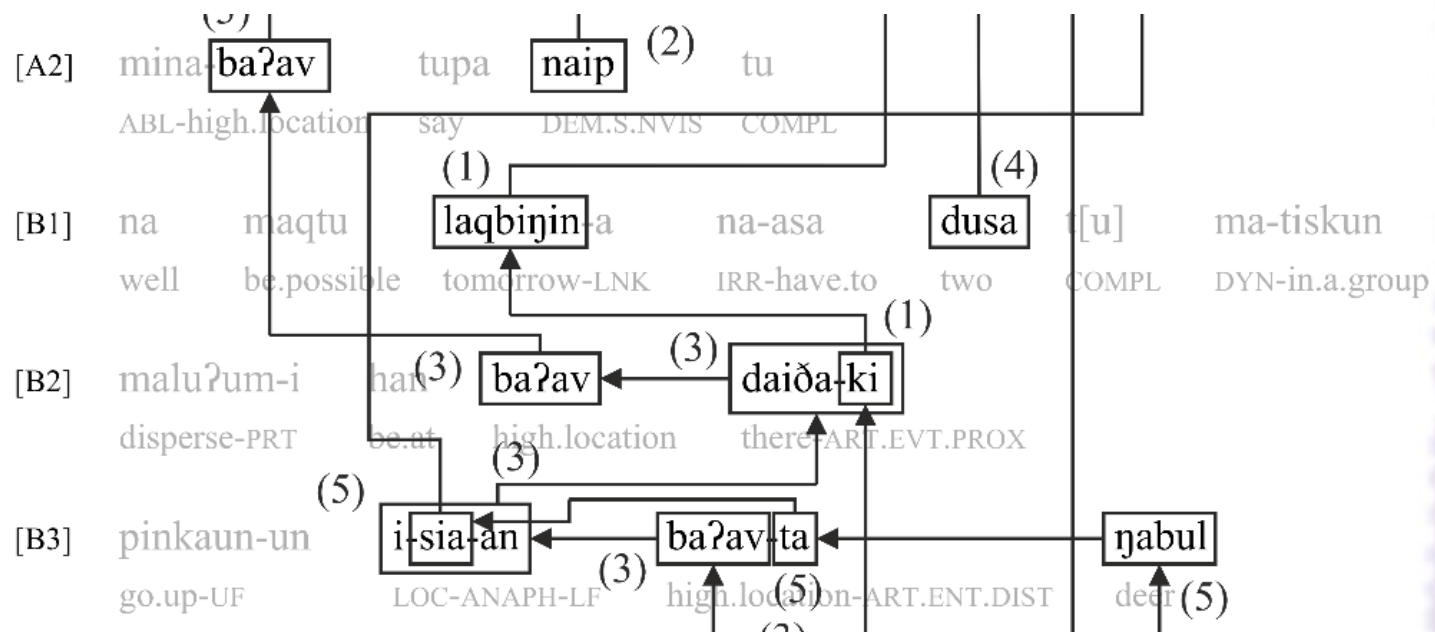 [A2] mina-baʔav tupa naip (2) tu
ABL-high.location say DEM.S.NVIS COMPL
(1) (4)
[B1] na maqtu laqbiŋin-a na-asa dusa t[u] ma-tiskun
well be.possible tomorrow-LNK IRR-have.to two COMPL DYN-in.a.group
(1)
[B2] maluʔum-i han (3) baʔav (3) daiða-ki
disperse-PRT be.at high.location there-ART.EVT.PROX
(5) (3)
[B3] pinkaun-un i-sia-an (3) baʔav-ta ŋabul
go.up-UF LOC-ANAPH-LF high.location-ART.ENT.DIST deer
(5) (5)